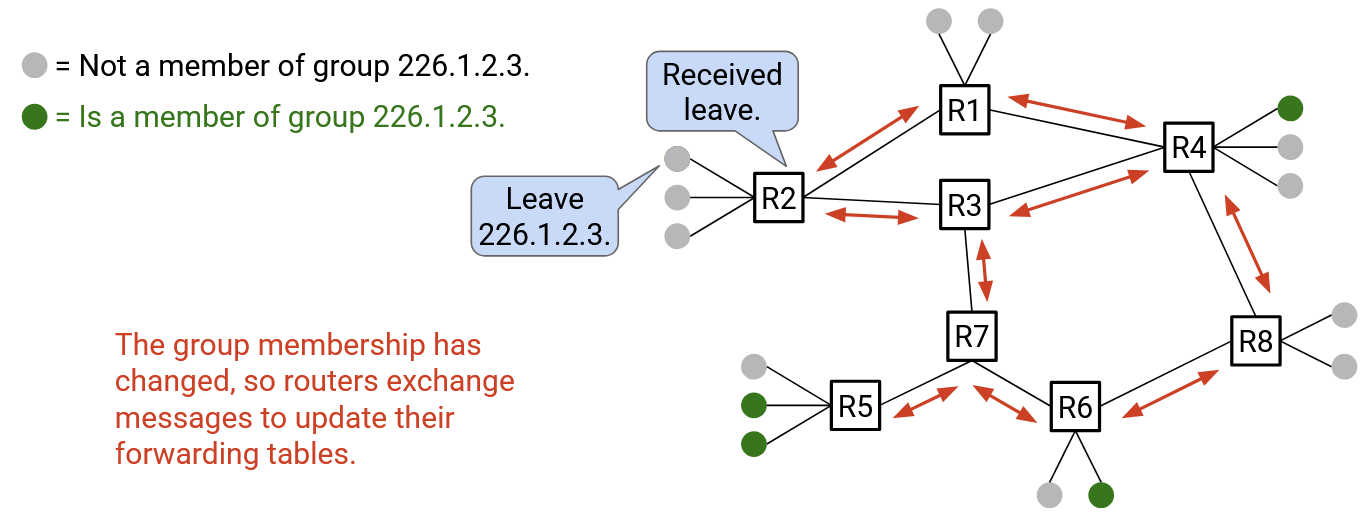 = Not a member of group 226.1.2.3.
= Is a member of group 226.1.2.3.
Received
leave.
Leave
226.1.2.3.
R1
R2
R3
R4
R7
R8
R5
R6
The group membership has
changed, so routers exchange
messages to update their
forwarding tables.